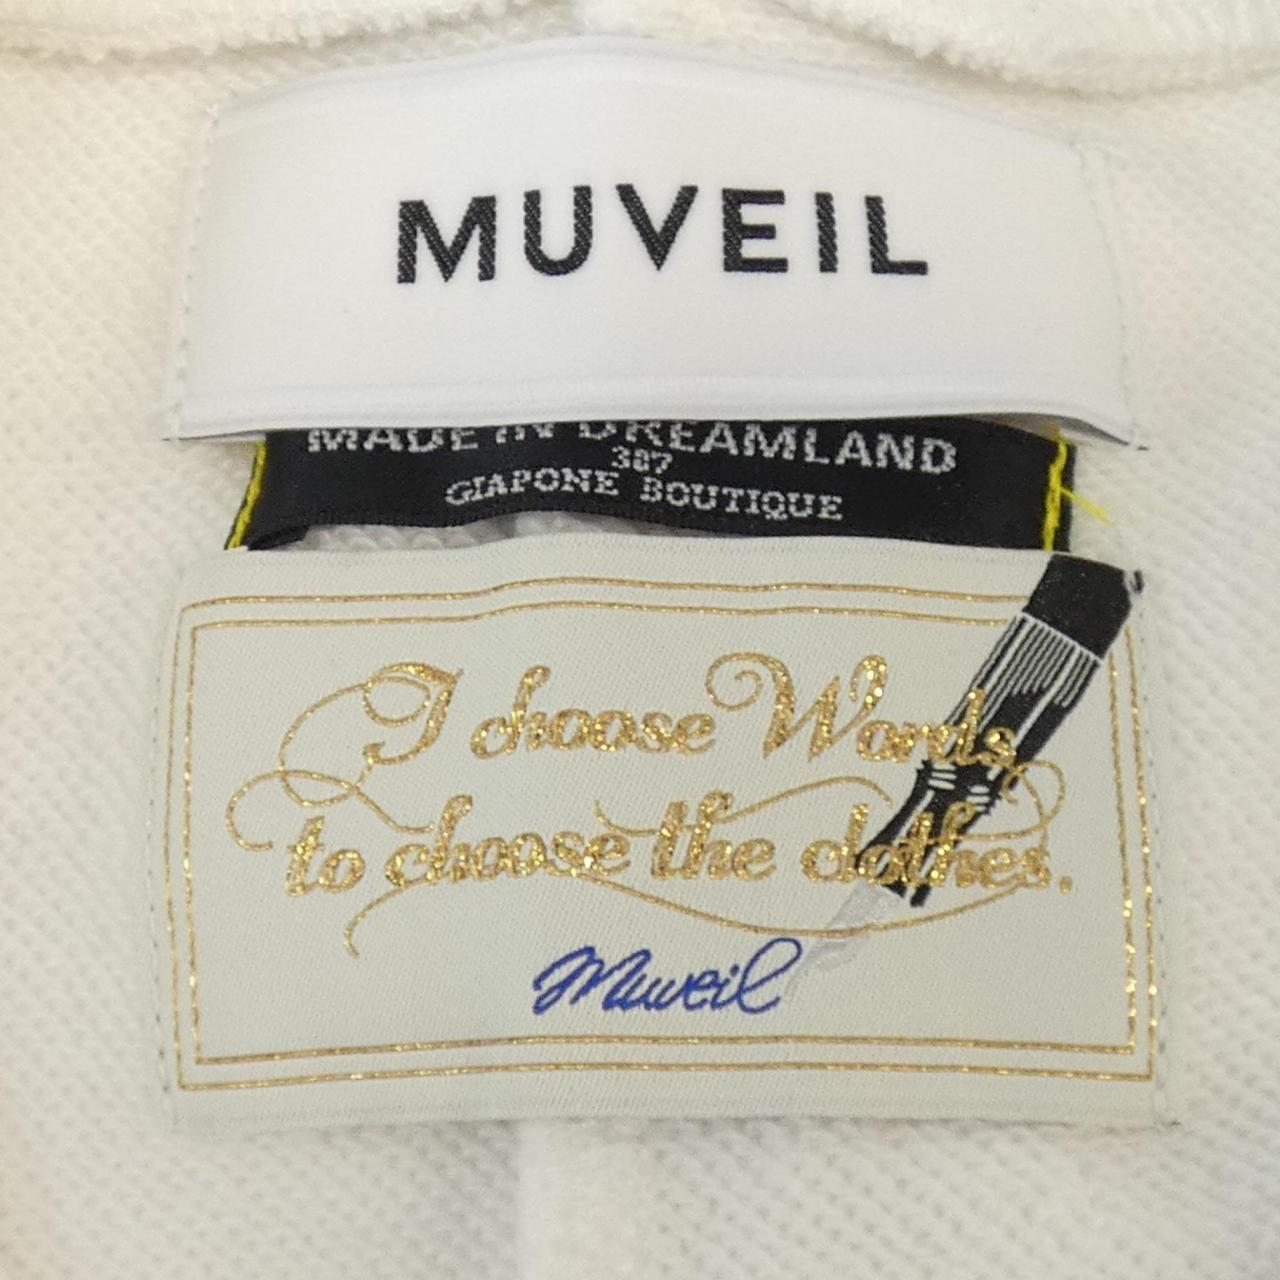 MUVEIL
MADE IN DREAMLAND
387
GIAPONE BOUTIQUE
I choose Words
to choose the clothes.
Muveil